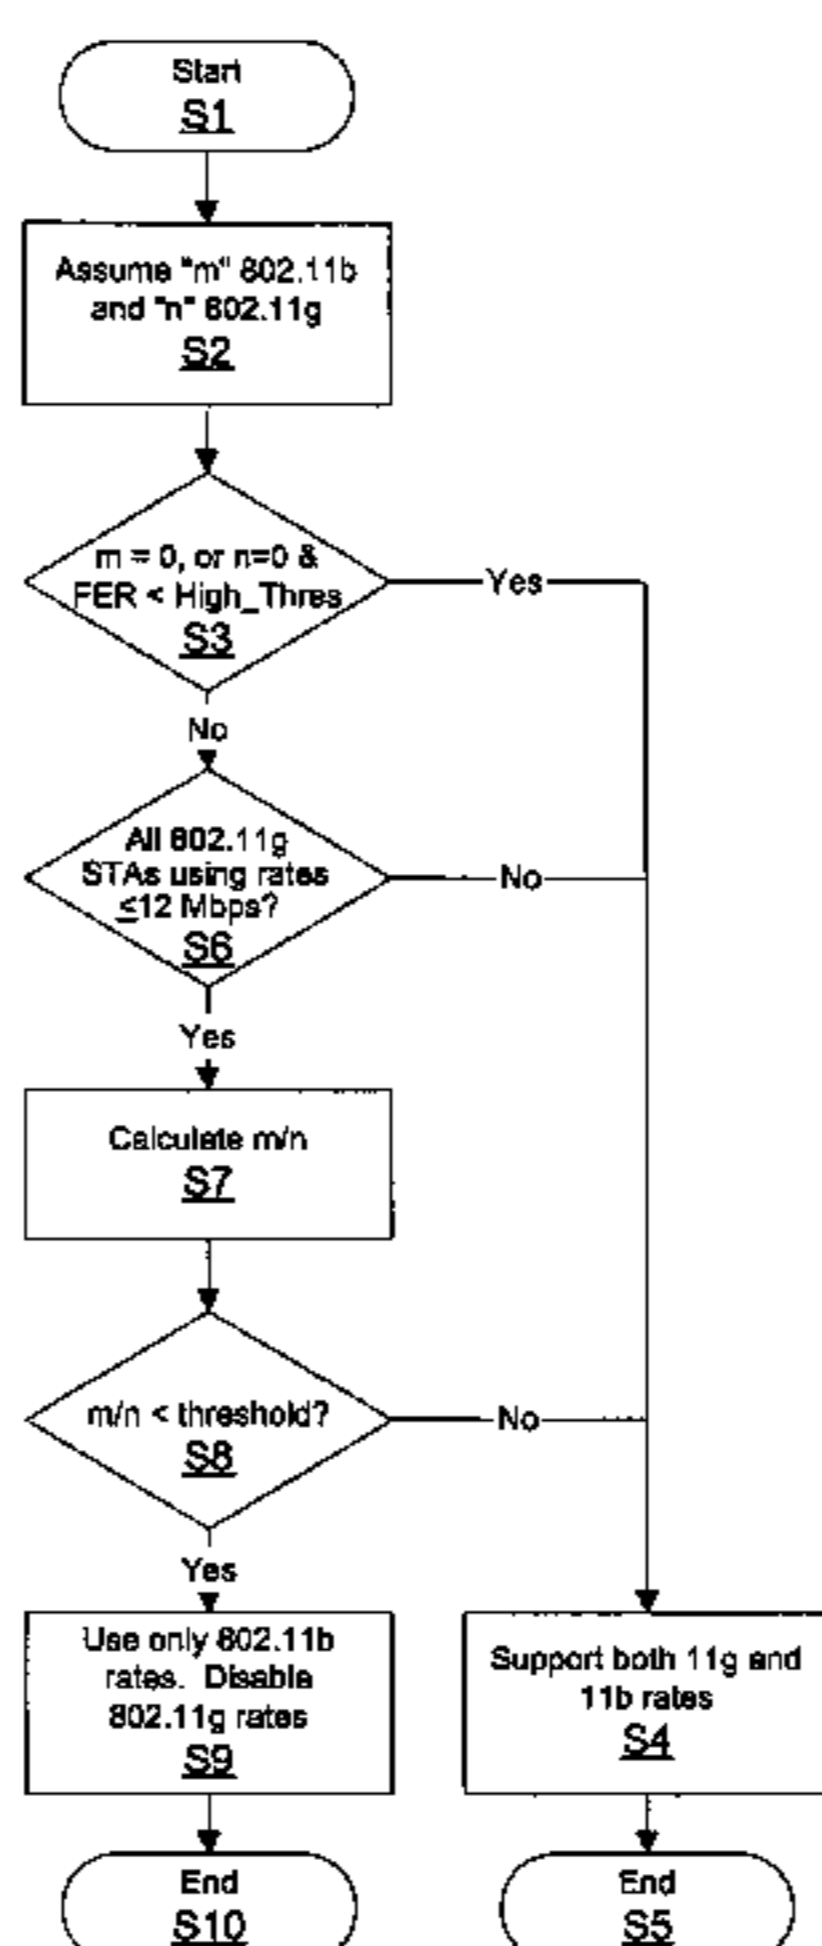 Start
S1
Assume "m" 802.11b
and "n" 802.11g
S2
m = 0, or n=0 &
FER < High_Thres
S3
Yes
No
All 802.11g
STAs using rates
≤12 Mbps?
S6
No
Yes
Calculate m/n
S7
m/n < threshold?
S8
No
Yes
Use only 802.11b
rates. Disable
802.11g rates
S9
Support both 11g and
11b rates
S4
End
S10
End
S5